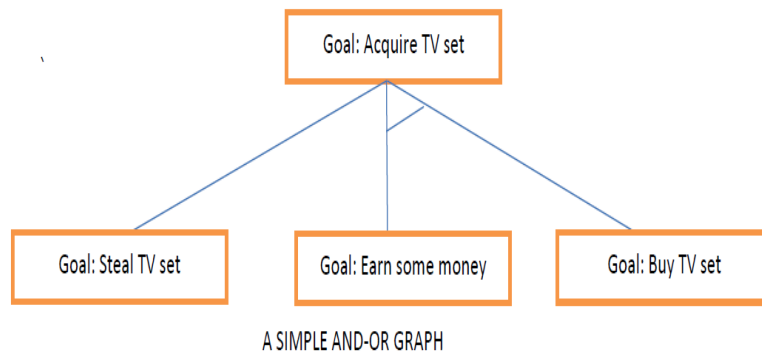 Goal: Acquire TV set
Goal: Steal TV set
Goal: Earn some money
Goal: Buy TV set
A SIMPLE AND-OR GRAPH